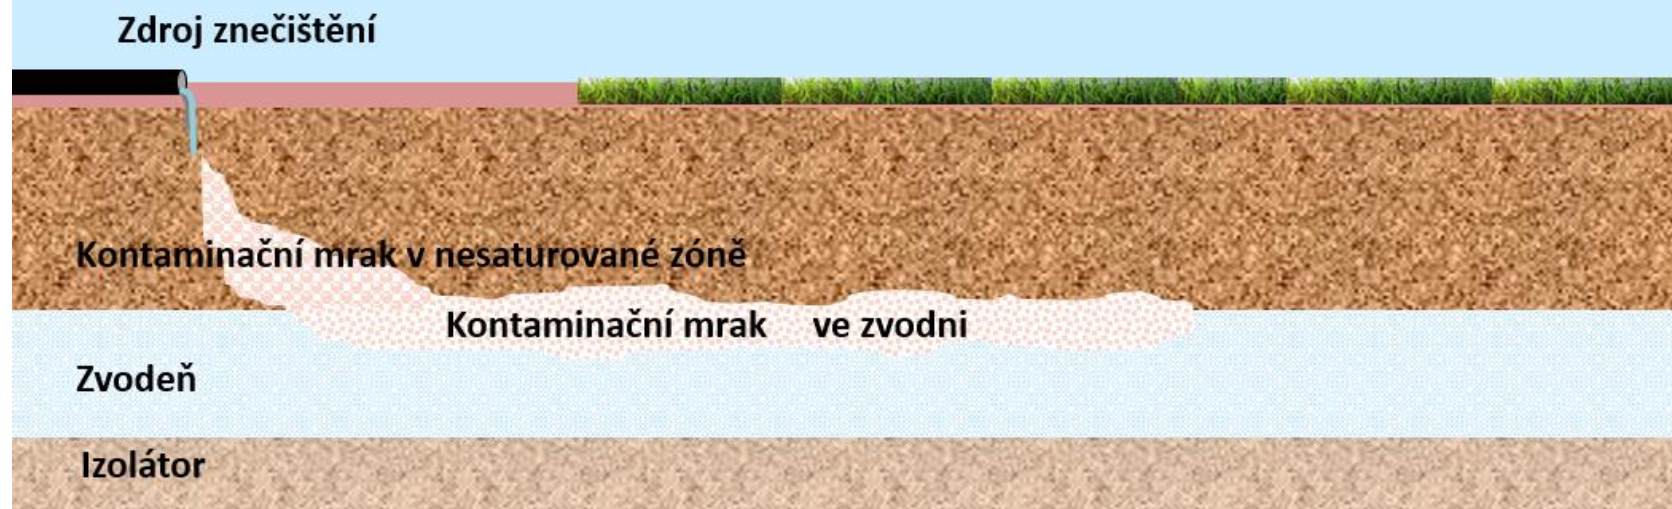 Zdroj znečištění
Kontaminační mrak v nesaturované zóně
Kontaminační mrak ve zvodni
Zvodeň
Izolátor